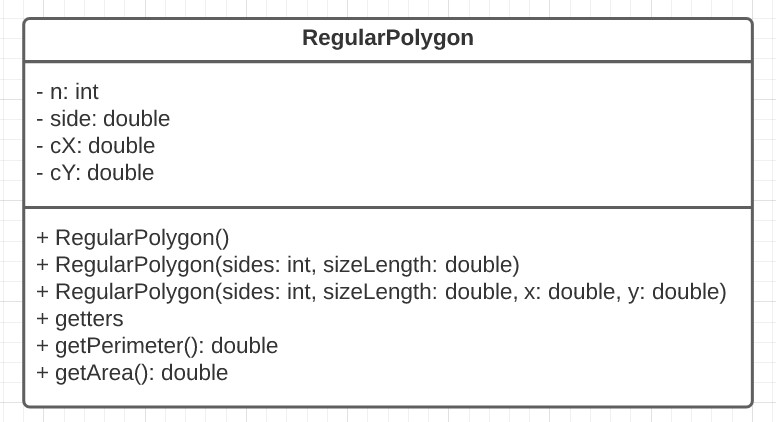 RegularPolygon
- n: int
- side: double
- cX: double
- cY: double
+ RegularPolygon()
+ RegularPolygon(sides: int, sizeLength: double)
+ RegularPolygon(sides: int, sizeLength: double, x: double, y: double)
+ getters
+ getPerimeter(): double
+ getArea(): double